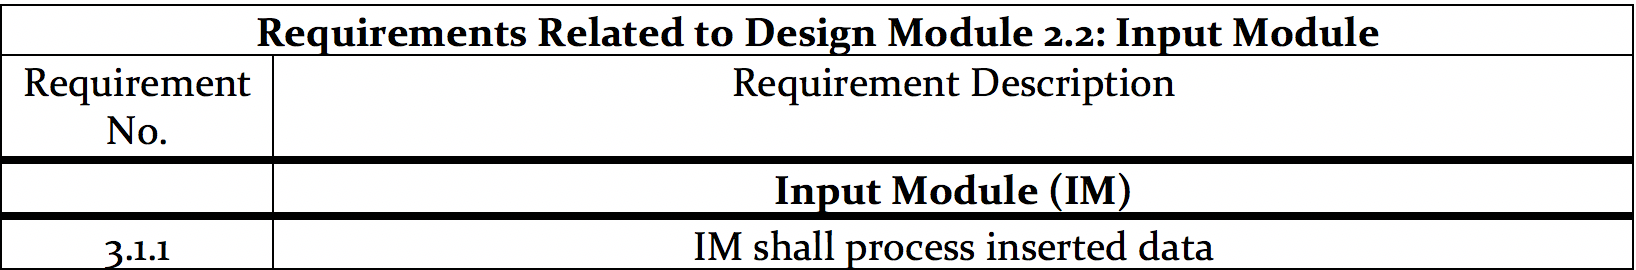 Requirements Related to Design Module 2.2: Input Module
Requirement No.
Requirement Description
Input Module (IM)
3.1.1
IM shall process inserted data